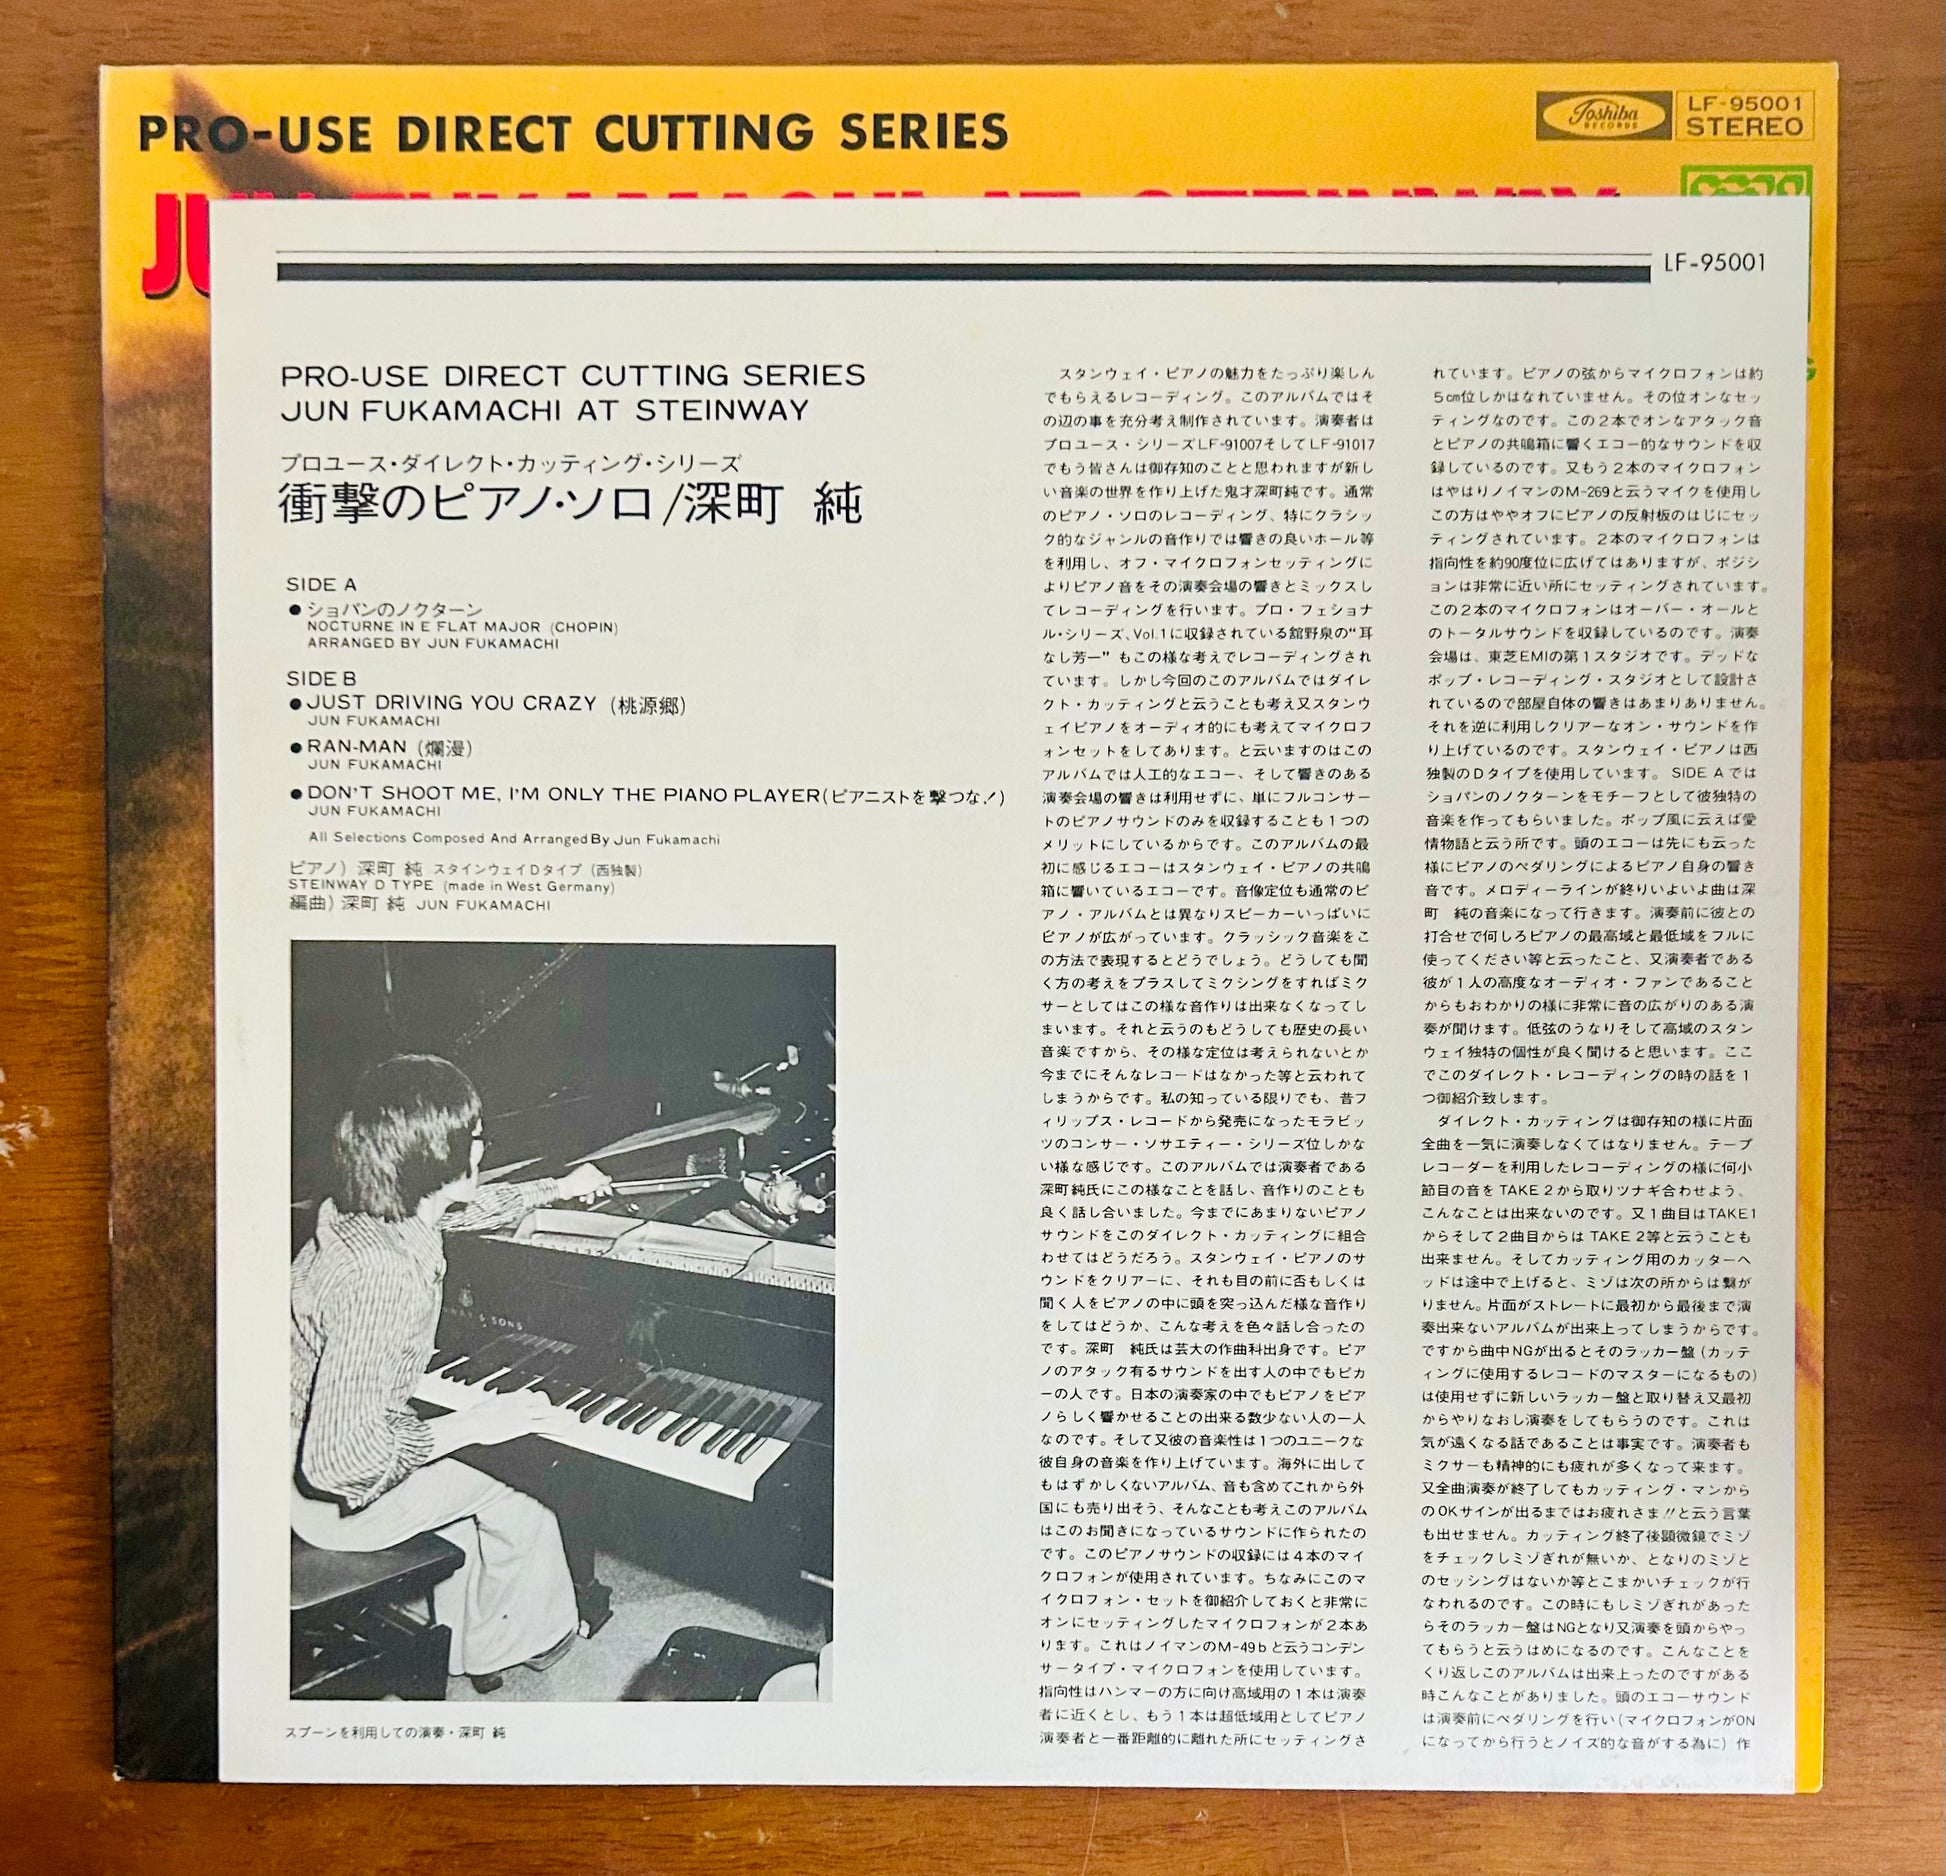 PRO-USE DIRECT CUTTING SERIES
Toshiba
RECORDS
LF-95001
STEREO
LF-95001
PRO-USE DIRECT CUTTING SERIES
JUN FUKAMACHI AT STEINWAY
プロユース・ダイレクト・カッティング・シリーズ
衝撃のピアノ・ソロ/深町 純
SIDE A
●ショパンのノクターン
NOCTURNE IN E FLAT MAJOR (CHOPIN)
ARRANGED BY JUN FUKAMACHI
SIDE B
●JUST DRIVING YOU CRAZY (桃源郷)
JUN FUKAMACHI
●RAN-MAN (爛漫)
JUN FUKAMACHI
●DON'T SHOOT ME, I'M ONLY THE PIANO PLAYER(ピアニストを撃つな!)
JUN FUKAMACHI
All Selections Composed And Arranged By Jun Fukamachi
ピアノ) 深町 純 スタインウェイDタイプ (西独製)
STEINWAY D TYPE (made in West Germany)
編曲) 深町 純 JUN FUKAMACHI
& SONS
スプーンを利用しての演奏・深町 純
スタンウェイ・ピアノの魅力をたっぷり楽しん
でもらえるレコーディング。このアルバムではそ
の辺の事を充分考え制作されています。演奏者は
プロユース・シリーズLF-91007そしてLF-91017
でもう皆さんは御存知のことと思われますが新し
い音楽の世界を作り上げた鬼才深町純です。通常
のピアノ・ソロのレコーディング、特にクラシッ
ク的なジャンルの音作りでは響きの良いホール等
を利用し、オフ・マイクロフォンセッティングに
よりピアノ音をその演奏会場の響きとミックスし
てレコーディングを行います。プロ・フェショナ
ル・シリーズ、Vol.1に収録されている舘野泉の“耳
なし芳一”もこの様な考えでレコーディングされ
ています。しかし今回のこのアルバムではダイレ
クト・カッティングと云うことも考え又スタンウ
ェイピアノをオーディオ的にも考えてマイクロフ
ォンセットをしてあります。と云いますのはこの
アルバムでは人工的なエコー、そして響きのある
演奏会場の響きは利用せずに、単にフルコンサー
トのピアノサウンドのみを収録することも1つの
メリットにしているからです。このアルバムの最
初に感じるエコーはスタンウェイ・ピアノの共鳴
箱に響いているエコーです。音像定位も通常のピ
アノ・アルバムとは異なりスピーカーいっぱいに
ピアノが広がっています。クラッシック音楽をこ
の方法で表現するとどうでしょう。どうしても聞
く方の考えをプラスしてミクシングをすればミク
サーとしてはこの様な音作りは出来なくなってし
まいます。それと云うのもどうしても歴史の長い
音楽ですから、その様な定位は考えられないとか
今までにそんなレコードはなかった等と云われて
しまうからです。私の知っている限りでも、昔フ
ィリップス・レコードから発売になったモラビッ
ツのコンサー・ソサエティー・シリーズ位しかな
い様な感じです。このアルバムでは演奏者である
深町純氏にこの様なことを話し、音作りのことも
良く話し合いました。今までにあまりないピアノ
サウンドをこのダイレクト・カッティングに組合
わせてはどうだろう。スタンウェイ・ピアノのサ
ウンドをクリアーに、それも目の前に否もしくは
聞く人をピアノの中に頭を突っ込んだ様な音作り
をしてはどうか、こんな考えを色々話し合ったの
です。深町 純氏は芸大の作曲科出身です。ピア
ノのアタック有るサウンドを出す人の中でもピカ
一の人です。日本の演奏家の中でもピアノをピア
ノらしく響かせることの出来る数少ない人の一人
なのです。そして又彼の音楽性は1つのユニークな
彼自身の音楽を作り上げています。海外に出して
もはずかしくないアルバム、音も含めてこれから外
国にも売り出そう、そんなことも考えこのアルバム
はこのお聞きになっているサウンドに作られたの
です。このピアノサウンドの収録には4本のマイ
クロフォンが使用されています。ちなみにこのマ
イクロフォン・セットを御紹介しておくと非常に
オンにセッティングしたマイクロフォンが2本あ
ります。これはノイマンのM-49bと云うコンデン
サータイプ・マイクロフォンを使用しています。
指向性はハンマーの方に向け高域用の1本は演奏
者に近くとし、もう1本は超低域用としてピアノ
演奏者と一番距離的に離れた所にセッティングさ
れています。ピアノの弦からマイクロフォンは約
5cm位しかはなれていません。その位オンなセッ
ティングなのです。この2本でオンなアタック音
とピアノの共鳴箱に響くエコー的なサウンドを収
録しているのです。又もう2本のマイクロフォン
はやはりノイマンのM-269と云うマイクを使用し
この方はややオフにピアノの反射板のはじにセッ
ティングされています。2本のマイクロフォンは
指向性を約90度位に広げてはありますが、ポジシ
ョンは非常に近い所にセッティングされています。
この2本のマイクロフォンはオーバー・オールと
のトータルサウンドを収録しているのです。演奏
会場は、東芝EMIの第1スタジオです。デッドな
ポップ・レコーディング・スタジオとして設計さ
れているので部屋自体の響きはあまりありません。
それを逆に利用しクリアーなオン・サウンドを作
り上げているのです。スタンウェイ・ピアノは西
独製のDタイプを使用しています。SIDE Aでは
ショパンのノクターンをモチーフとして彼独特の
音楽を作ってもらいました。ポップ風に云えば愛
情物語と云う所です。頭のエコーは先にも云った
様にピアノのペダリングによるピアノ自身の響き
音です。メロディーラインが終りいよいよ曲は深
町 純の音楽になって行きます。演奏前に彼との
打合せで何しろピアノの最高域と最低域をフルに
使ってください等と云ったこと、又演奏者である
彼が1人の高度なオーディオ・ファンであること
からもおわかりの様に非常に音の広がりのある演
奏が聞けます。低弦のうなりそして高域のスタン
ウェイ独特の個性が良く聞けると思います。ここ
でこのダイレクト・レコーディングの時の話を1
つ御紹介致します。
ダイレクト・カッティングは御存知の様に片面
全曲を一気に演奏しなくてはなりません。テープ
レコーダーを利用したレコーディングの様に何小
節目の音をTAKE 2から取りツナギ合わせよう、
こんなことは出来ないのです。又1曲目はTAKE1
からそして2曲目からは TAKE 2等と云うことも
出来ません。そしてカッティング用のカッターヘ
ッドは途中で上げると、ミゾは次の所からは繋が
りません。片面がストレートに最初から最後まで演
奏出来ないアルバムが出来上ってしまうからです。
ですから曲中NGが出るとそのラッカー盤(カッテ
ィングに使用するレコードのマスターになるもの)
は使用せずに新しいラッカー盤と取り替え又最初
からやりなおし演奏をしてもらうのです。これは
気が遠くなる話であることは事実です。演奏者も
ミクサーも精神的にも疲れが多くなって来ます。
又全曲演奏が終了してもカッティング・マンから
のOKサインが出るまではお疲れさま!!と云う言葉
も出せません。カッティング終了後顕微鏡でミゾ
をチェックしミゾぎれが無いか、となりのミゾと
のセッシングはないか等とこまかいチェックが行
なわれるのです。この時にもしミゾぎれがあった
らそのラッカー盤はNGとなり又演奏を頭からやっ
てもらうと云うはめになるのです。こんなことを
くり返しこのアルバムは出来上ったのですがある
時こんなことがありました。頭のエコーサウンド
は演奏前にペダリングを行い(マイクロフォンがON
になってから行うとノイズ的な音がする為に) 作